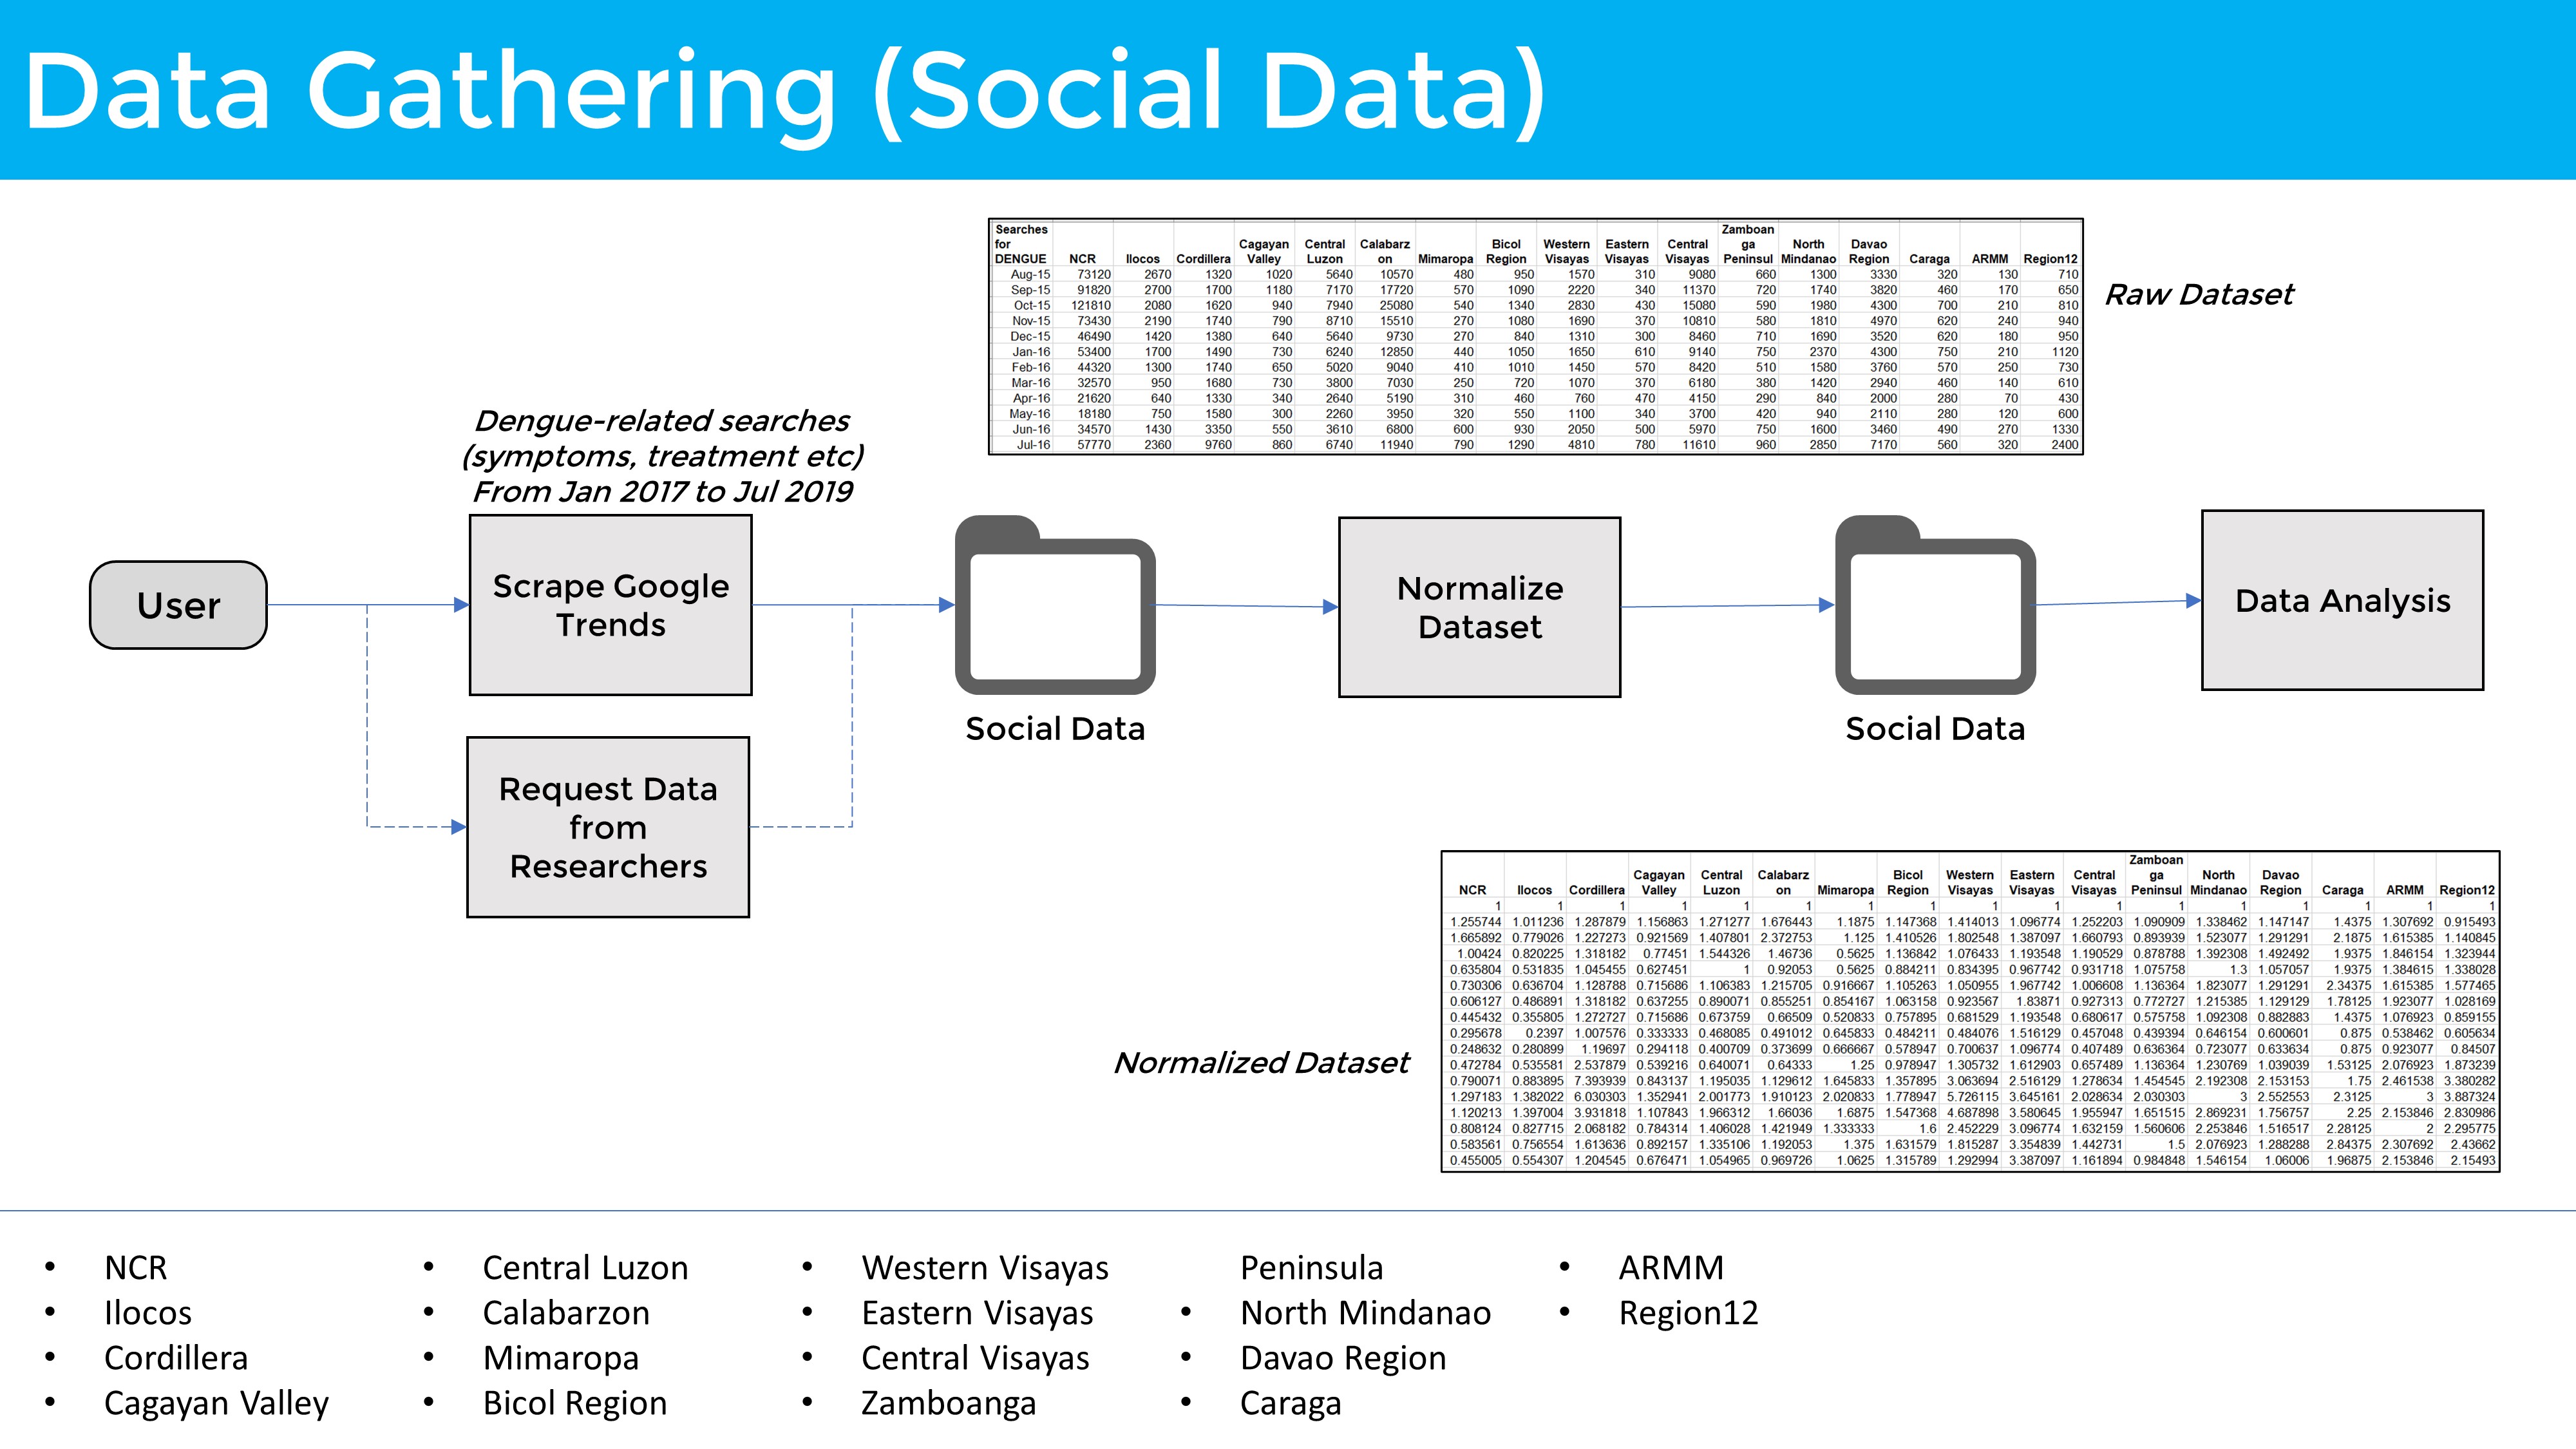 Data Gathering (Social Data)
Searches for DENGUE NCR Ilocos Cordillera Cagayan Valley Central Luzon Calabarz on Mimaropa Bicol Region Western Visayas Eastern Visayas Central Visayas Zamboan ga Peninsul North Mindanao Davao Region Caraga ARMM Region12
Aug-15 73120 2670 1320 1020 5640 10570 480 950 1570 310 9080 660 1300 3330 320 130 710
Sep-15 91820 2700 1700 1180 7170 17720 570 1090 2220 340 11370 720 1740 3820 460 170 650
Oct-15 121810 2080 1620 940 7940 25080 540 1340 2830 430 15080 590 1980 4300 700 210 810
Nov-15 73430 2190 1740 790 8710 15510 270 1080 1690 370 10810 580 1810 4970 620 240 940
Dec-15 46490 1420 1380 640 5640 9730 270 840 1310 300 8460 710 1690 3520 620 180 950
Jan-16 53400 1700 1490 730 6240 12850 440 1050 1650 610 9140 750 2370 4300 750 210 1120
Feb-16 44320 1300 1740 650 5020 9040 410 1010 1450 570 8420 510 1580 3760 570 250 730
Mar-16 32570 950 1680 730 3800 7030 250 720 1070 370 6180 380 1420 2940 460 140 610
Apr-16 21620 640 1330 340 2640 5190 310 460 760 470 4150 290 840 2000 280 70 430
May-16 18180 750 1580 300 2260 3950 320 550 1100 340 3700 420 940 2110 280 120 600
Jun-16 34570 1430 3350 550 3610 6800 600 930 2050 500 5970 750 1600 3460 490 270 1330
Jul-16 57770 2360 9760 860 6740 11940 790 1290 4810 780 11610 960 2850 7170 560 320 2400
Raw Dataset
Dengue-related searches
(symptoms, treatment etc)
From Jan 2017 to Jul 2019
User
Scrape Google
Trends
Request Data
from
Researchers
Social Data
Normalize
Dataset
Social Data
Data Analysis
Normalized Dataset
NCR Ilocos Cordillera Cagayan Valley Central Luzon Calabarz on Mimaropa Bicol Region Western Visayas Eastern Visayas Central Visayas Zamboan ga Peninsul North Mindanao Davao Region Caraga ARMM Region12
1 1 1 1 1 1 1 1 1 1 1 1 1 1 1 1 1
1.255744 1.011236 1.287879 1.156863 1.271277 1.676443 1.1875 1.147368 1.414013 1.096774 1.252203 1.090909 1.338462 1.147147 1.4375 1.307692 0.915493
1.665892 0.779026 1.227273 0.921569 1.407801 2.372753 1.125 1.410526 1.802548 1.387097 1.660793 0.893939 1.523077 1.291291 2.1875 1.615385 1.140845
1.00424 0.820225 1.318182 0.77451 1.544326 1.46736 0.5625 1.136842 1.076433 1.193548 1.190529 0.878788 1.392308 1.492492 1.9375 1.846154 1.323944
0.635804 0.531835 1.045455 0.627451 1 0.92053 0.5625 0.884211 0.834395 0.967742 0.931718 1.075758 1.3 1.057057 1.9375 1.384615 1.338028
0.730306 0.636704 1.128788 0.715686 1.106383 1.215705 0.916667 1.105263 1.050955 1.967742 1.006608 1.136364 1.823077 1.291291 2.34375 1.615385 1.577465
0.606127 0.486891 1.318182 0.637255 0.890071 0.855251 0.854167 1.063158 0.923567 1.83871 0.927313 0.772727 1.215385 1.129129 1.78125 1.923077 1.028169
0.445432 0.355805 1.272727 0.715686 0.673759 0.66509 0.520833 0.757895 0.681529 1.193548 0.680617 0.575758 1.092308 0.882883 1.4375 1.076923 0.859155
0.295678 0.2397 1.007576 0.333333 0.468085 0.491012 0.645833 0.484211 0.484076 1.516129 0.457048 0.439394 0.646154 0.600601 0.875 0.538462 0.605634
0.248632 0.280899 1.19697 0.294118 0.400709 0.373699 0.666667 0.578947 0.700637 1.096774 0.407489 0.636364 0.723077 0.633634 0.875 0.923077 0.84507
0.472784 0.535581 2.537879 0.539216 0.640071 0.64333 1.25 0.978947 1.305732 1.612903 0.657489 1.136364 1.230769 1.039039 1.53125 2.076923 1.873239
0.790071 0.883895 7.393939 0.843137 1.195035 1.129612 1.645833 1.357895 3.063694 2.516129 1.278634 1.454545 2.192308 2.153153 1.75 2.461538 3.380282
1.297183 1.382022 6.030303 1.352941 2.001773 1.910123 2.020833 1.778947 5.726115 3.645161 2.028634 2.030303 3 2.552553 2.3125 3 3.887324
1.120213 1.397004 3.931818 1.107843 1.966312 1.66036 1.6875 1.547368 4.687898 3.580645 1.955947 1.651515 2.869231 1.756757 2.25 2.153846 2.830986
0.808124 0.827715 2.068182 0.784314 1.406028 1.421949 1.333333 1.6 2.452229 3.096774 1.632159 1.560606 2.253846 1.516517 2.28125 2 2.295775
0.583561 0.756554 1.613636 0.892157 1.335106 1.192053 1.375 1.631579 1.815287 3.354839 1.442731 1.5 2.076923 1.288288 2.84375 2.307692 2.43662
0.455005 0.554307 1.204545 0.676471 1.054965 0.969726 1.0625 1.315789 1.292994 3.387097 1.161894 0.984848 1.546154 1.06006 1.96875 2.153846 2.15493
• NCR
• Ilocos
• Cordillera
• Cagayan Valley
• Central Luzon
• Calabarzon
• Mimaropa
• Bicol Region
• Western Visayas
• Eastern Visayas
• Central Visayas
• Zamboanga
Peninsula
• North Mindanao
• Davao Region
• Caraga
• ARMM
• Region12